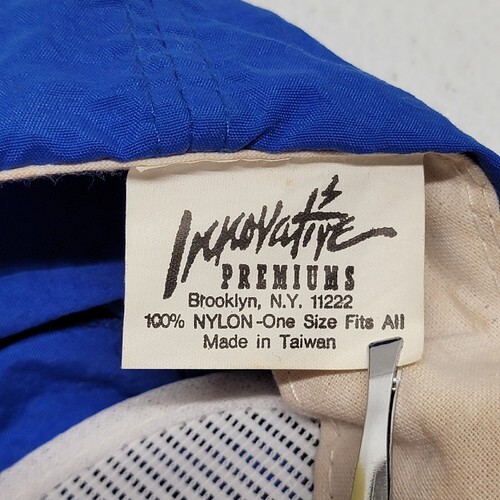 Innovative
PREMIUMS
Brooklyn, N.Y. 11222
100% NYLON-One Size Fits All
Made in Taiwan